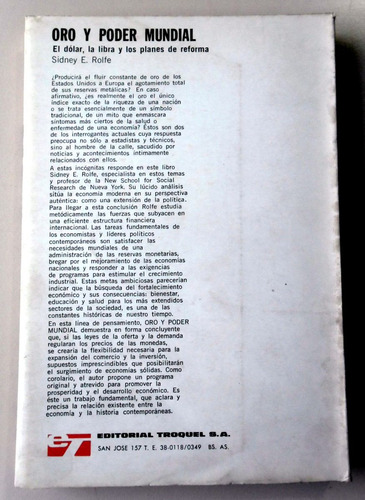 ORO Y PODER MUNDIAL
El dólar, la libra y los planes de reforma
Sidney E. Rolfe
¿Producirá el fluir constante de oro de los
Estados Unidos a Europa el agotamiento total
de sus reservas metálicas? En caso
afirmativo, ¿es realmente el oro el único
índice exacto de la riqueza de una nación
o se trata esencialmente de un símbolo
tradicional, de un mito que enmascara
síntomas más ciertos de la salud o
enfermedad de una economía? Éstos son dos
de los interrogantes actuales cuya respuesta
preocupa no sólo a estadistas y técnicos,
sino al hombre de la calle, sacudido por
noticias y acontecimientos íntimamente
relacionados con ellos.
A estas incógnitas responde en este libro
Sidney E. Rolfe, especialista en estos temas
y profesor de la New School for Social
Research de Nueva York. Su lúcido análisis
sitúa la economía moderna en su perspectiva
auténtica: como una extensión de la política.
Para llegar a esta conclusión Rolfe estudia
metódicamente las fuerzas que subyacen en
una eficiente estructura financiera
internacional. Las tareas fundamentales de
los economistas y líderes políticos
contemporáneos son satisfacer las
necesidades mundiales de una
administración de las reservas monetarias,
bregar por el mejoramiento de las economías
nacionales y responder a las exigencias
de programas para estimular el crecimiento
industrial. Estas metas ambiciosas parecerían
indicar que la búsqueda del fortalecimiento
económico y sus consecuencias: bienestar,
educación y salud para los más extendidos
sectores de la sociedad, es una de las
constantes históricas de nuestro tiempo.
En esta línea de pensamiento, ORO Y PODER
MUNDIAL demuestra en forma concluyente
que, si las leyes de la oferta y la demanda
regularan los precios de las monedas,
se crearía la flexibilidad necesaria para la
expansión del comercio y la inversión,
supuestos imprescindibles que posibilitarán
el surgimiento de economías sólidas. Como
corolario, el autor propone un programa
original y atrevido para promover la
prosperidad y el desarrollo económico. Es
éste un trabajo fundamental, que aclara y
precisa la relación existente entre la
economía y la historia contemporáneas.
ET EDITORIAL TROQUEL S.A.
SAN JOSE 157 T. E. 38-0118/0349 BS. AS.